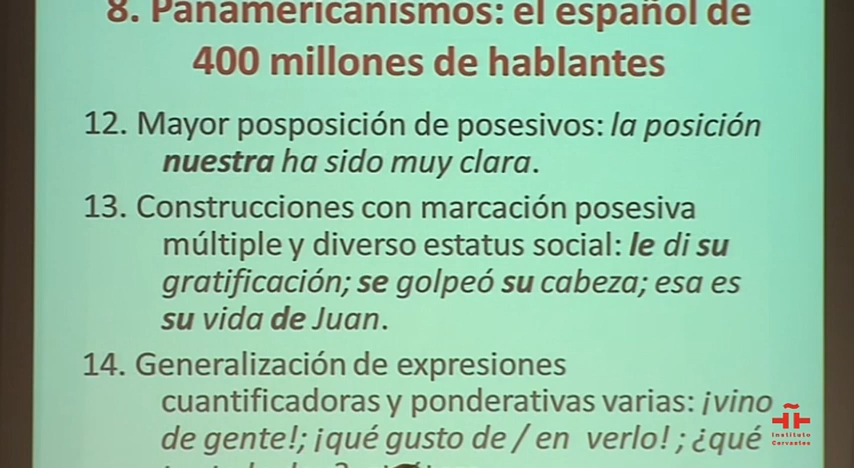 8. Panamericanismos: el español de
400 millones de hablantes
12. Mayor posposición de posesivos: la posición
nuestra ha sido muy clara.
13. Construcciones con marcación posesiva
múltiple y diverso estatus social: le di su
gratificación; se golpeó su cabeza; esa es
su vida de Juan.
14. Generalización de expresiones
cuantificadoras y ponderativas varias: ¡vino
de gente!; ¡qué gusto de / en verlo! ; ¿qué
Instituto
Cervantes